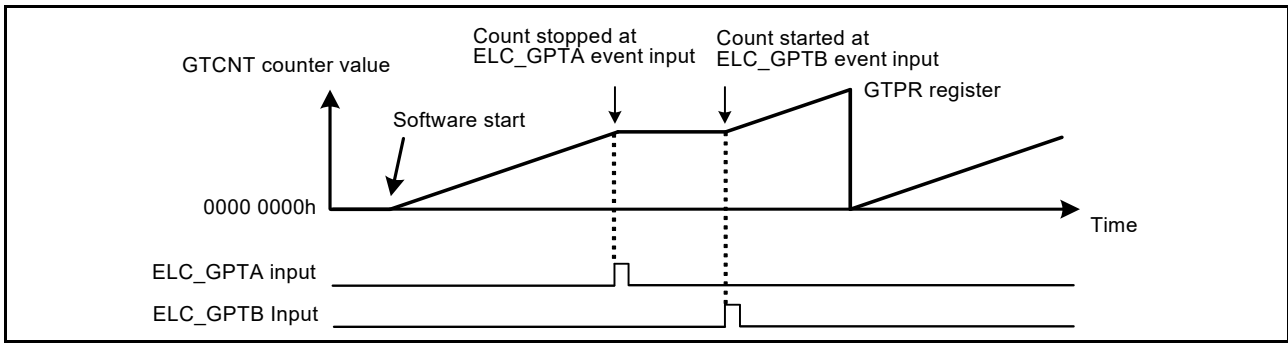 Count stopped at
ELC_GPTA event input
Count started at
ELC_GPTB event input
GTCNT counter value
GTPR register
Software start
0000 0000h
Time
ELC_GPTA input
ELC_GPTB Input